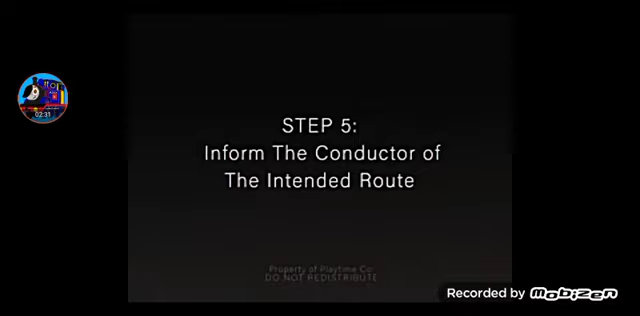 STEP 5:
Inform The Conductor of
The Intended Route
Property of Playtime Co
DO NOT REDISTRIBUTE
02:31
Recorded by mobizen